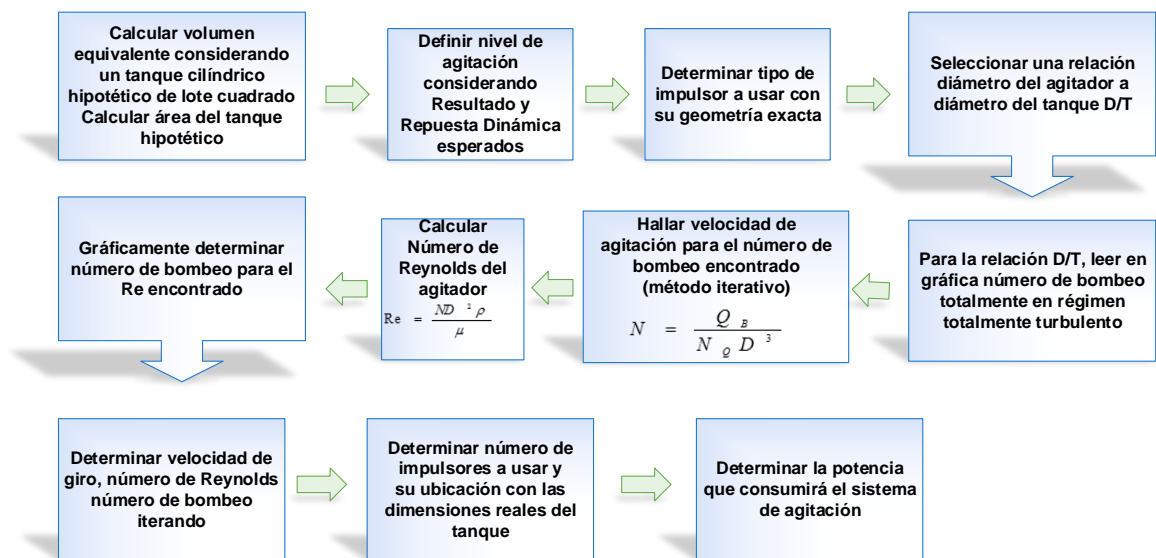 Calcular volumen
equivalente considerando
un tanque cilíndrico
hipotético de lote cuadrado
Calcular área del tanque
hipotético
Definir nivel de
agitación
considerando
Resultado y
Repuesta Dinámica
esperados
Determinar tipo de
impulsor a usar con
su geometría exacta
Seleccionar una relación
diámetro del agitador a
diámetro del tanque D/T
Para la relación D/T, leer en
gráfica número de bombeo
totalmente en régimen
totalmente turbulento
Hallar velocidad de
agitación para el número de
bombeo encontrado
(método iterativo)
N = Q_B / (N_Q D^3)
Calcular
Número de
Reynolds del
agitador
Re = ND^2 ρ / μ
Gráficamente determinar
número de bombeo para el
Re encontrado
Determinar velocidad de
giro, número de Reynolds
número de bombeo
iterando
Determinar número de
impulsores a usar y
su ubicación con las
dimensiones reales del
tanque
Determinar la potencia
que consumirá el sistema
de agitación